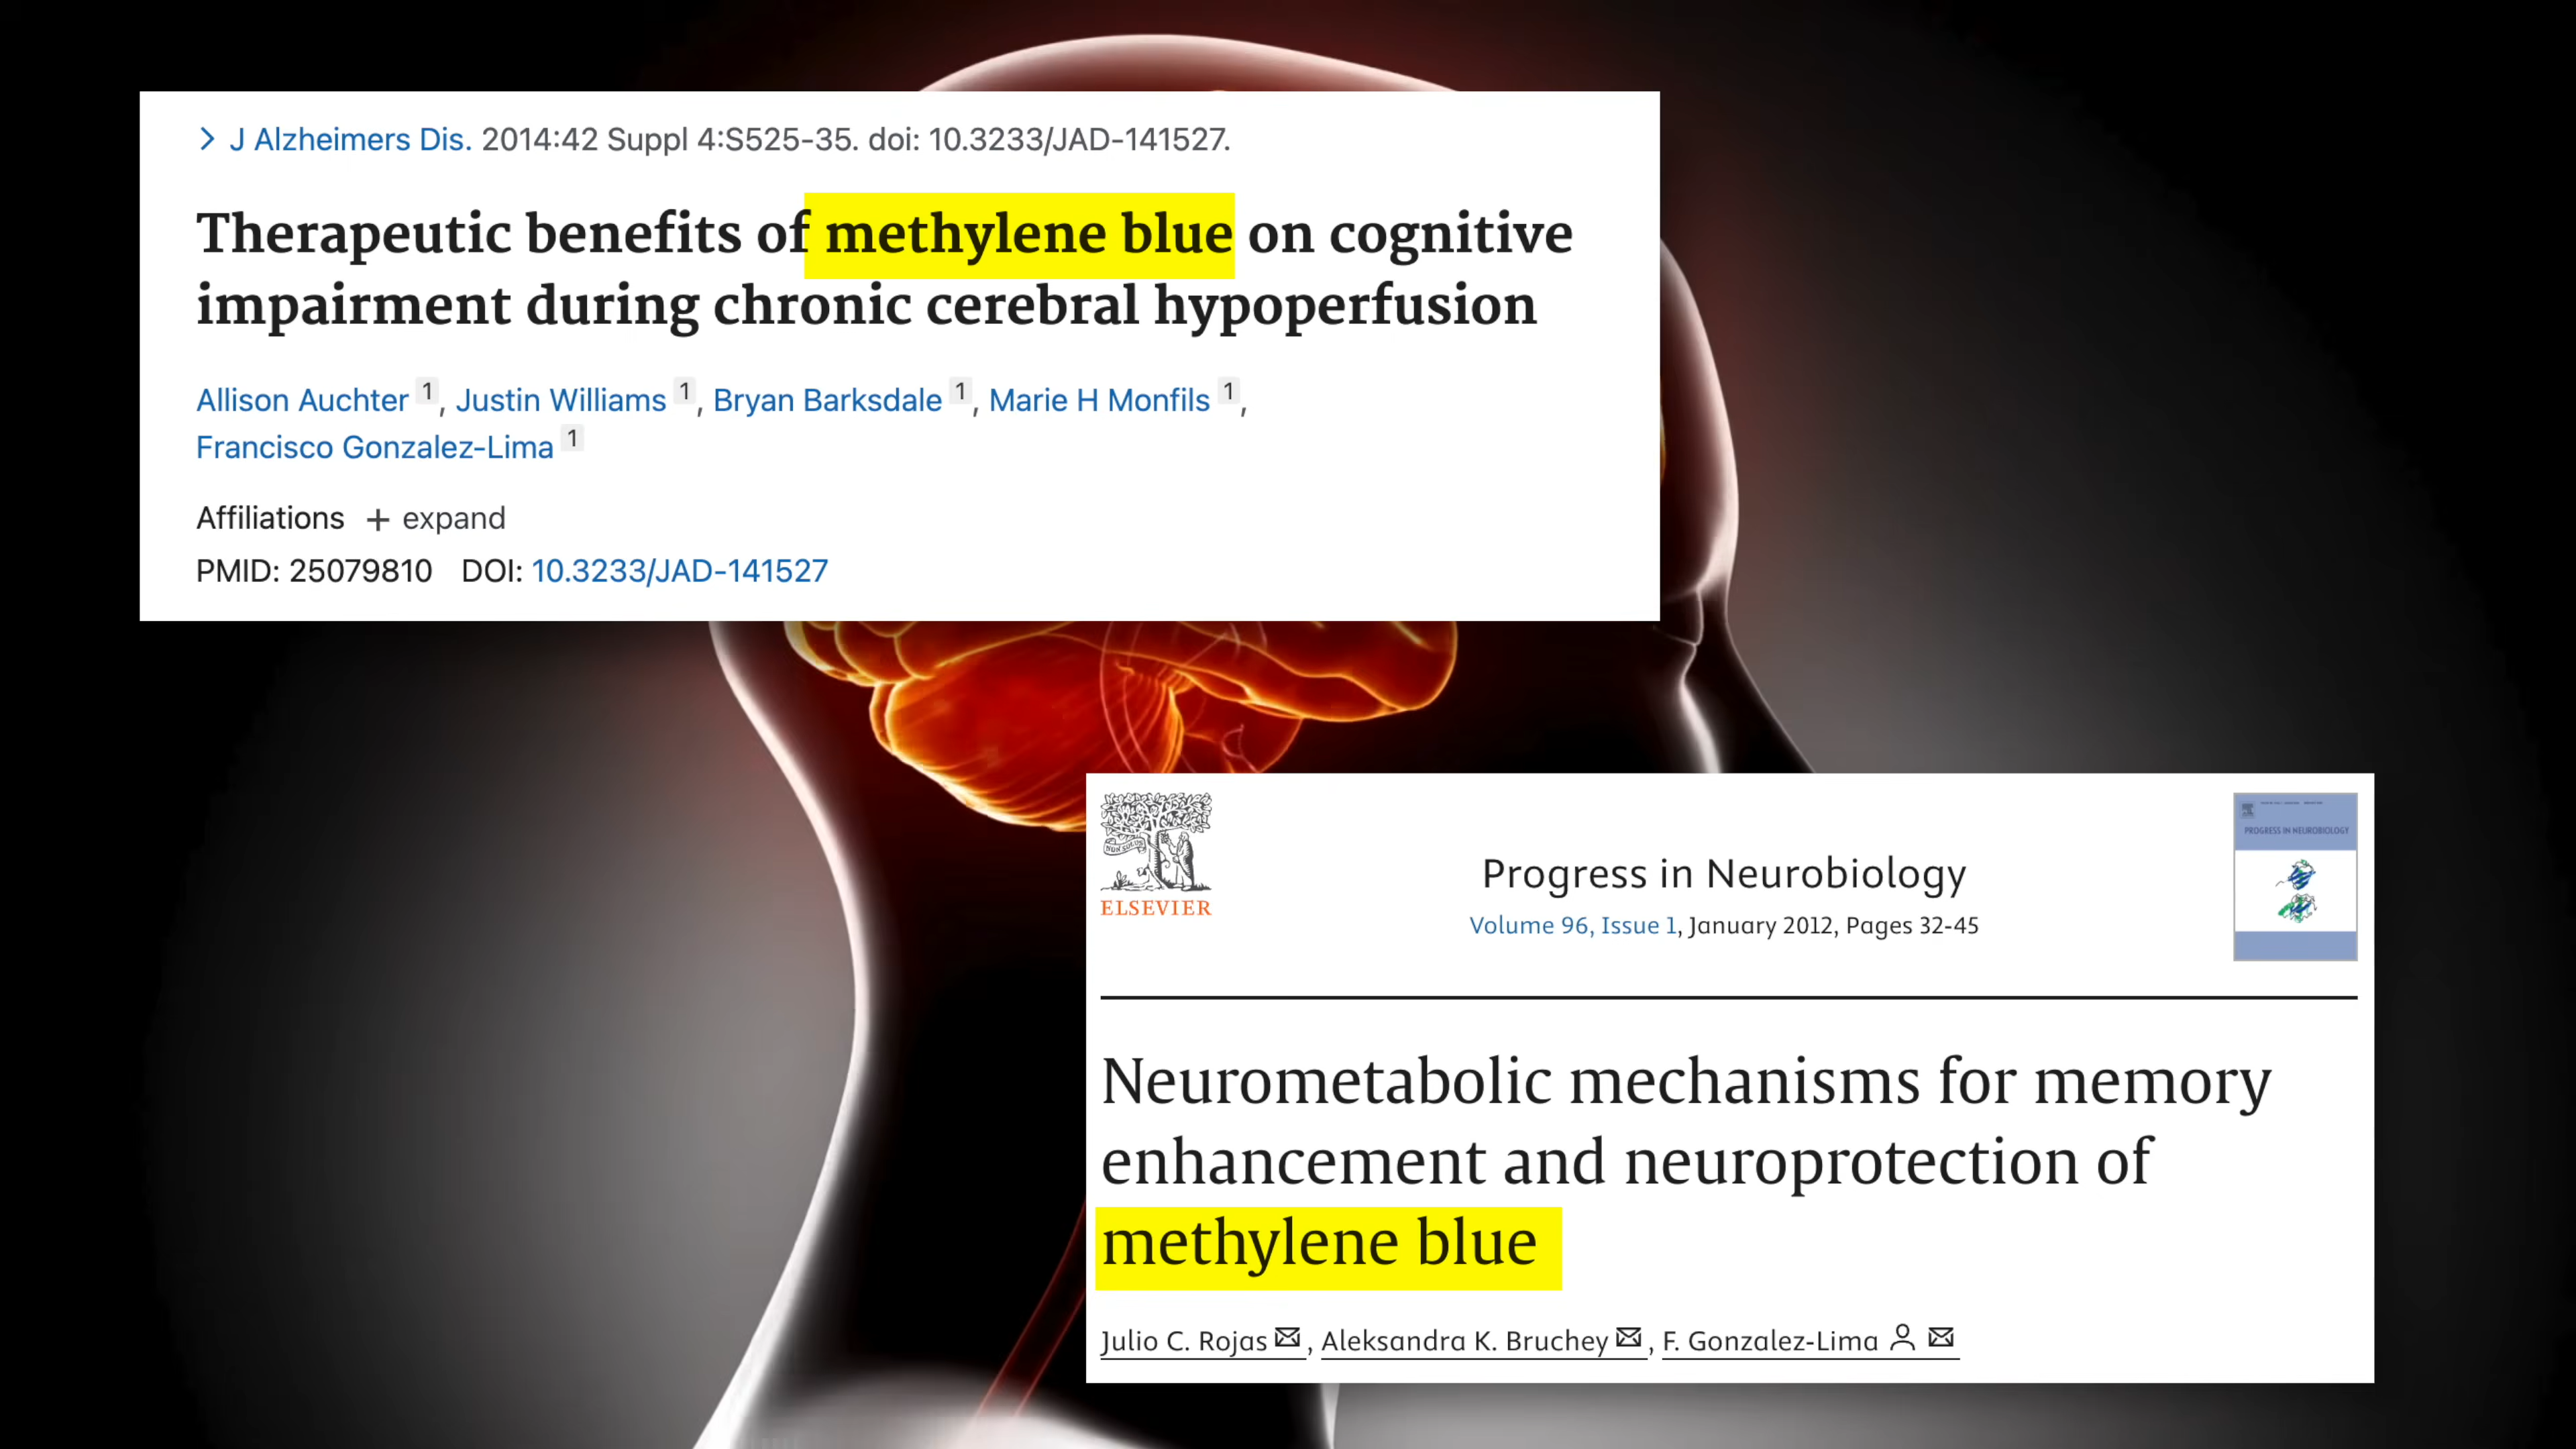 > J Alzheimers Dis. 2014:42 Suppl 4:S525-35. doi: 10.3233/JAD-141527.
Therapeutic benefits of methylene blue on cognitive
impairment during chronic cerebral hypoperfusion
Allison Auchter 1, Justin Williams 1, Bryan Barksdale 1, Marie H Monfils 1,
Francisco Gonzalez-Lima 1
Affiliations + expand
PMID: 25079810 DOI: 10.3233/JAD-141527
NON SOLUS
ELSEVIER
Progress in Neurobiology
Volume 96, Issue 1, January 2012, Pages 32-45
PROGRESS IN NEUROBIOLOGY
Neurometabolic mechanisms for memory
enhancement and neuroprotection of
methylene blue
Julio C. Rojas, Aleksandra K. Bruchey, F. Gonzalez-Lima